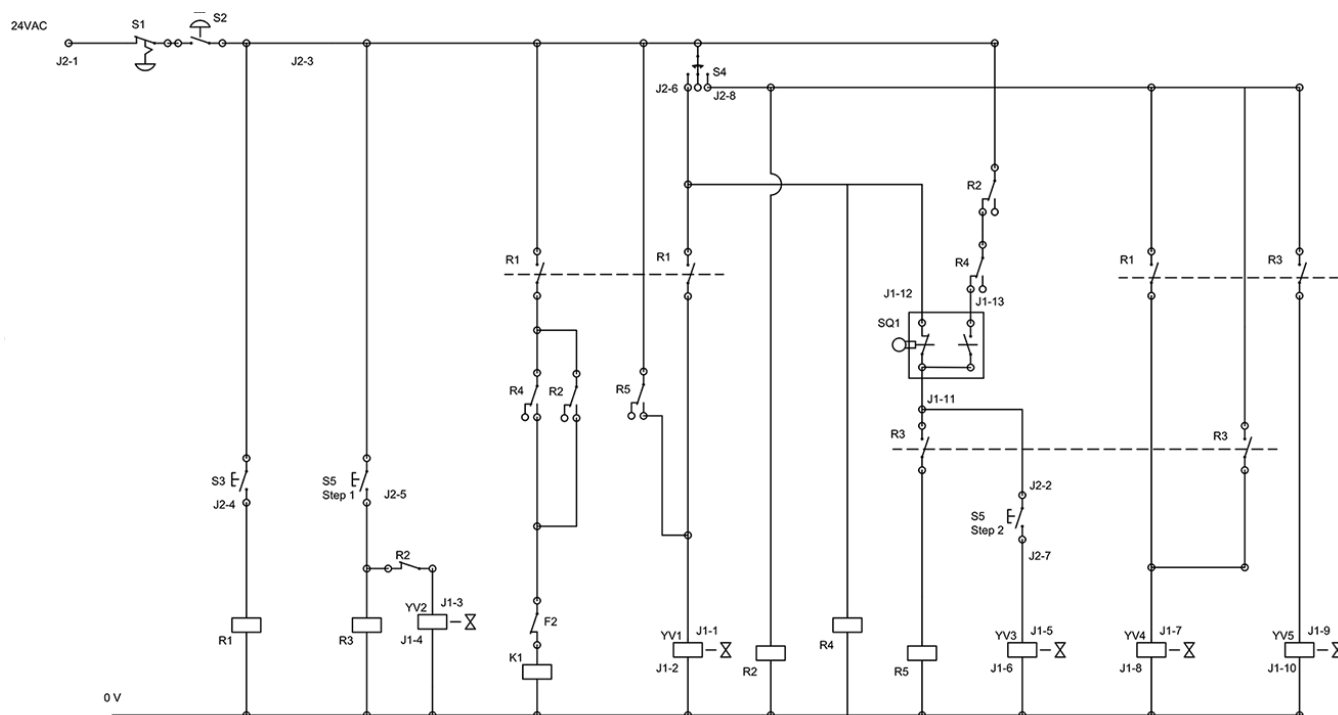 24VAC
S1
S2
J2-1
J2-3
S4
J2-6
J2-8
R2
R1
R1
R4
R1
R3
J1-12
J1-13
SQ1
R4
R2
R5
J1-11
R3
R3
S3
J2-4
S5
Step 1
J2-5
J2-2
S5
Step 2
J2-7
R2
YV2
J1-3
J1-4
F2
R1
R3
K1
YV1
J1-1
J1-2
R2
R4
R5
YV3
J1-5
J1-6
YV4
J1-7
J1-8
YV5
J1-9
J1-10
0 V